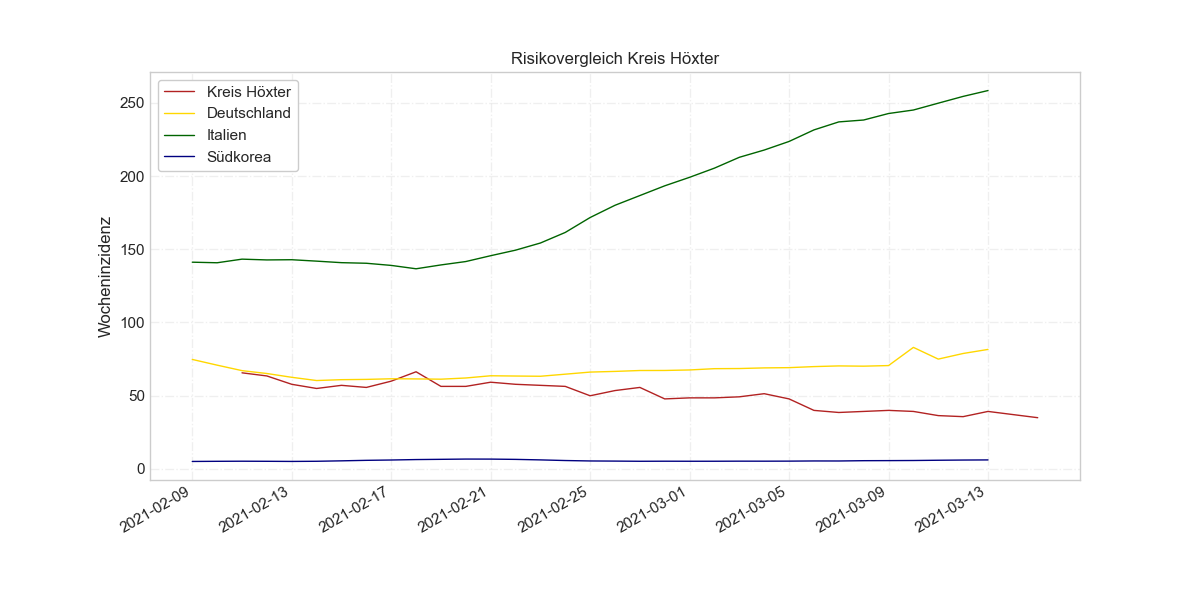 Risikovergleich Kreis Höxter
Kreis Höxter
Deutschland
Italien
Südkorea
Wocheninzidenz
250
200
150
100
50
0
2021-02-09
2021-02-13
2021-02-17
2021-02-21
2021-02-25
2021-03-01
2021-03-05
2021-03-09
2021-03-13